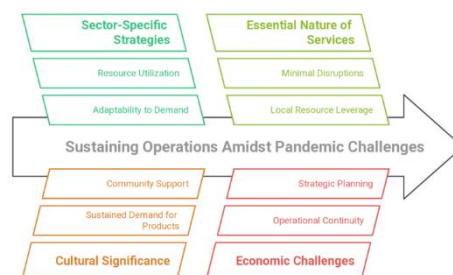 Sector-Specific
Strategies
Essential Nature of
Services
Resource Utilization
Minimal Disruptions
Adaptability to Demand
Local Resource Leverage
Sustaining Operations Amidst Pandemic Challenges
Community Support
Strategic Planning
Sustained Demand for
Products
Operational Continuity
Cultural Significance
Economic Challenges